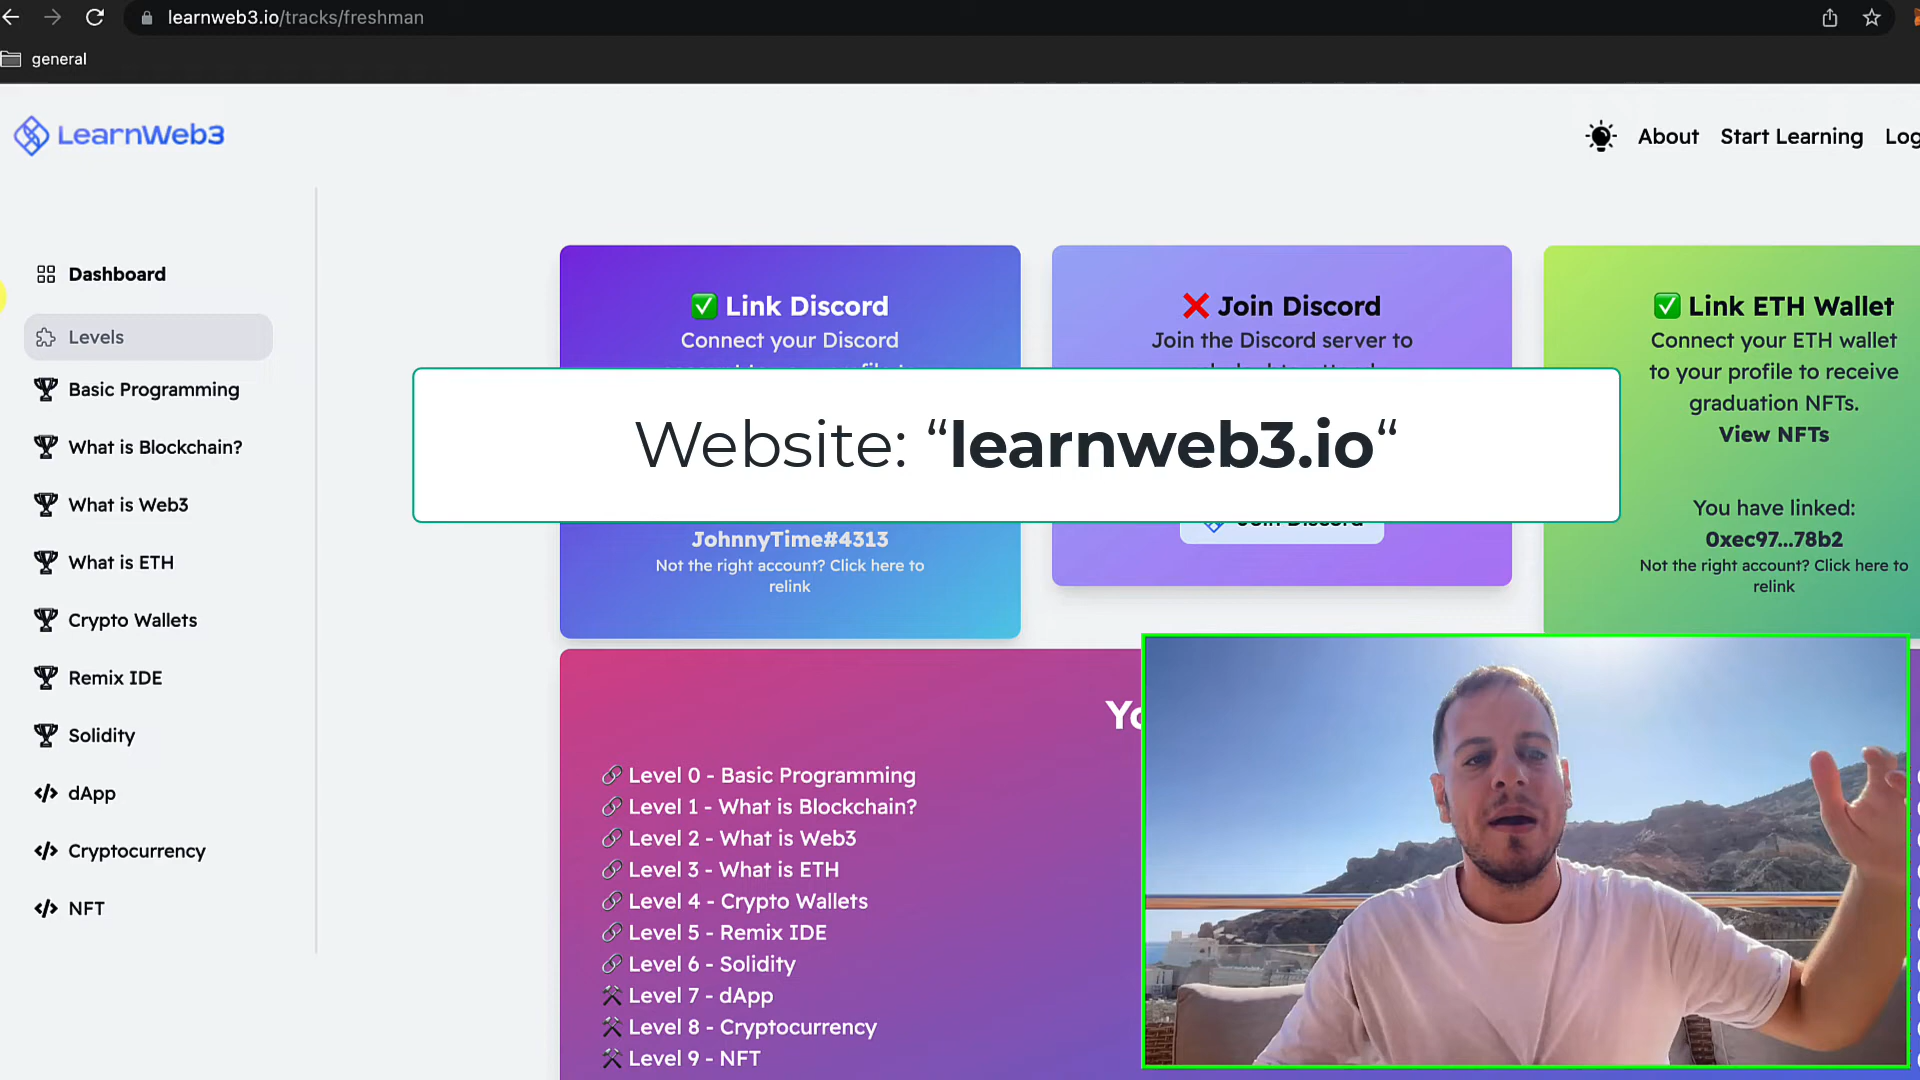 learnweb3.io/tracks/freshman
general
LearnWeb3
About
Start Learning
Dashboard
Levels
Basic Programming
What is Blockchain?
What is Web3
What is ETH
Crypto Wallets
Remix IDE
Solidity
dApp
Cryptocurrency
NFT
Link Discord
Connect your Discord
JohnnyTime#4313
Not the right account? Click here to
relink
Join Discord
Join the Discord server to
Join Discord
Link ETH Wallet
Connect your ETH wallet
to your profile to receive
graduation NFTs.
View NFTs
You have linked:
0xec97...78b2
Not the right account? Click here to
relink
Website: “learnweb3.io“
Level 0 - Basic Programming
Level 1 - What is Blockchain?
Level 2 - What is Web3
Level 3 - What is ETH
Level 4 - Crypto Wallets
Level 5 - Remix IDE
Level 6 - Solidity
Level 7 - dApp
Level 8 - Cryptocurrency
Level 9 - NFT